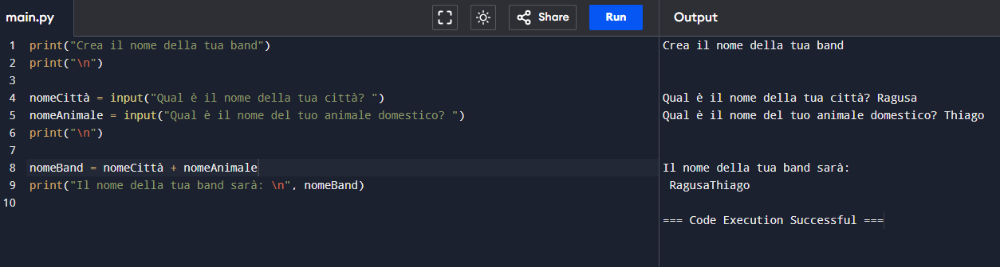 main.py
Share
Run
Output
1 print("Crea il nome della tua band")
2 print("\n")
3
4 nomeCittà = input("Qual è il nome della tua città? ")
5 nomeAnimale = input("Qual è il nome del tuo animale domestico? ")
6 print("\n")
7
8 nomeBand = nomeCittà + nomeAnimale
9 print("Il nome della tua band sarà: \n", nomeBand)
10
Crea il nome della tua band
Qual è il nome della tua città? Ragusa
Qual è il nome del tuo animale domestico? Thiago
Il nome della tua band sarà:
RagusaThiago
=== Code Execution Successful ===